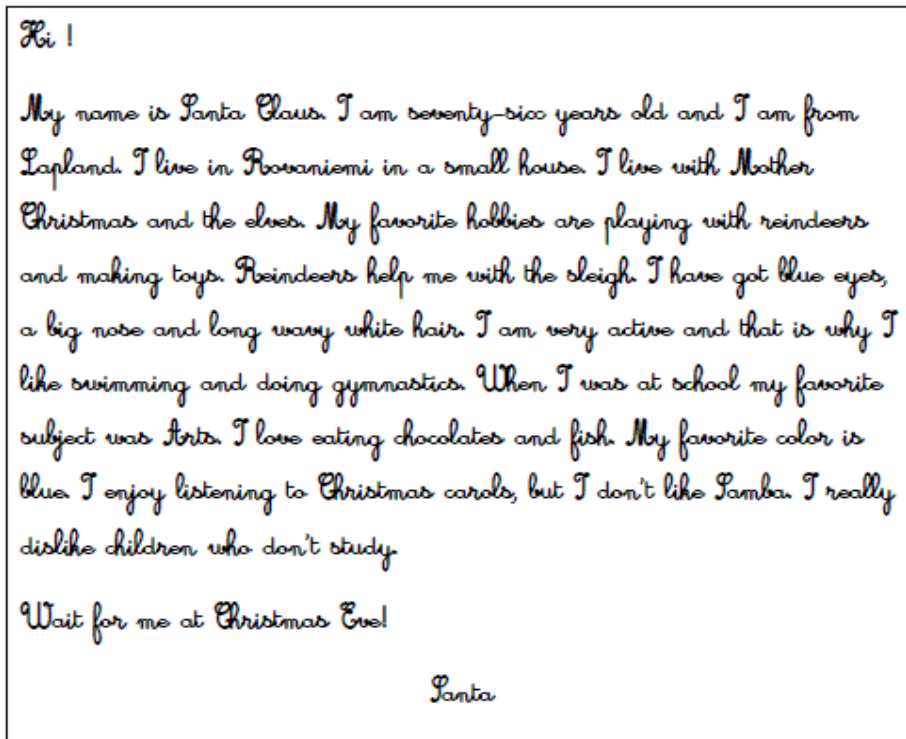 Hi !
My name is Santa Claus. I am seventy-six years old and I am from
Lapland. I live in Rovaniemi in a small house. I live with Mother
Christmas and the elves. My favorite hobbies are playing with reindeers
and making toys. Reindeers help me with the sleigh. I have got blue eyes,
a big nose and long wavy white hair. I am very active and that is why I
like swimming and doing gymnastics. When I was at school my favorite
subject was Arts. I love eating chocolates and fish. My favorite color is
blue. I enjoy listening to Christmas carols, but I don't like Samba. I really
dislike children who don't study.
Wait for me at Christmas Eve!
Santa